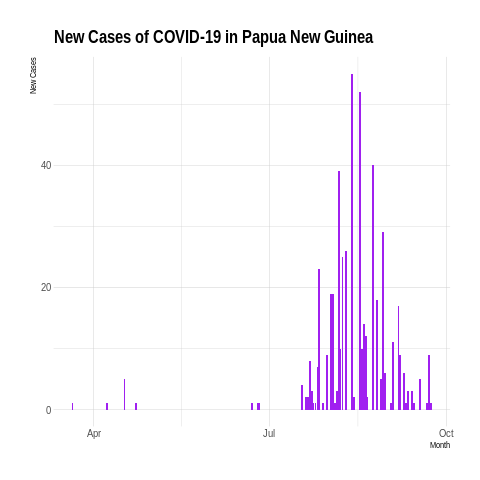 New Cases of COVID-19 in Papua New Guinea
New Cases
40
20
0
Apr
Jul
Oct
Month